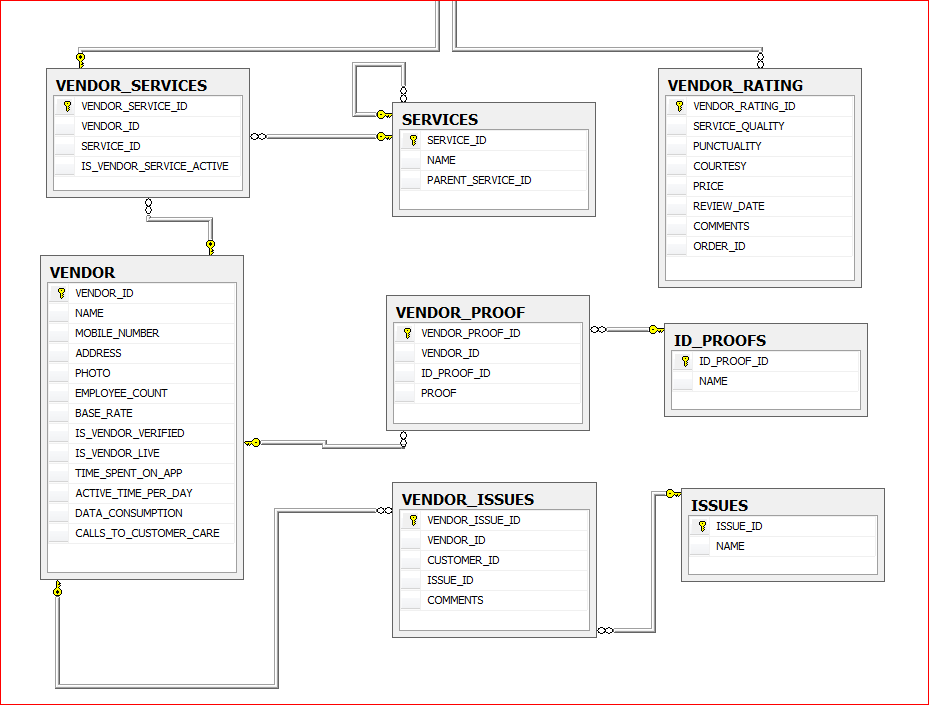 VENDOR_SERVICES
VENDOR_SERVICE_ID
VENDOR_ID
SERVICE_ID
IS_VENDOR_SERVICE_ACTIVE
SERVICES
SERVICE_ID
NAME
PARENT_SERVICE_ID
VENDOR_RATING
VENDOR_RATING_ID
SERVICE_QUALITY
PUNCTUALITY
COURTESY
PRICE
REVIEW_DATE
COMMENTS
ORDER_ID
VENDOR
VENDOR_ID
NAME
MOBILE_NUMBER
ADDRESS
PHOTO
EMPLOYEE_COUNT
BASE_RATE
IS_VENDOR_VERIFIED
IS_VENDOR_LIVE
TIME_SPENT_ON_APP
ACTIVE_TIME_PER_DAY
DATA_CONSUMPTION
CALLS_TO_CUSTOMER_CARE
VENDOR_PROOF
VENDOR_PROOF_ID
VENDOR_ID
ID_PROOF_ID
PROOF
ID_PROOFS
ID_PROOF_ID
NAME
VENDOR_ISSUES
VENDOR_ISSUE_ID
VENDOR_ID
CUSTOMER_ID
ISSUE_ID
COMMENTS
ISSUES
ISSUE_ID
NAME